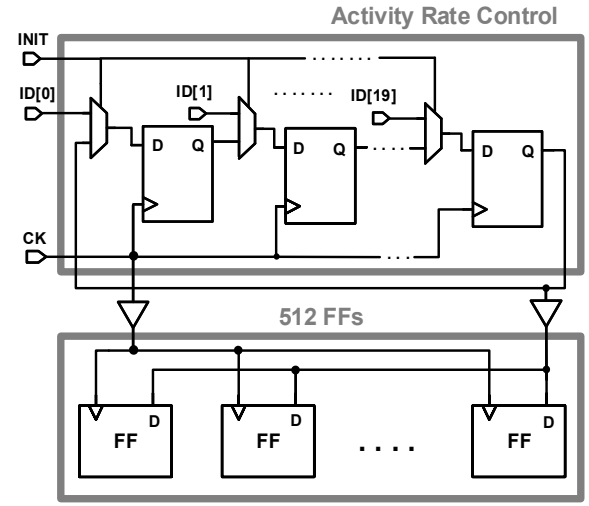 Activity Rate Control
INIT
ID[0]
ID[1]
ID[19]
D Q
D Q
D Q
CK
512 FFs
D
FF
D
FF
D
FF